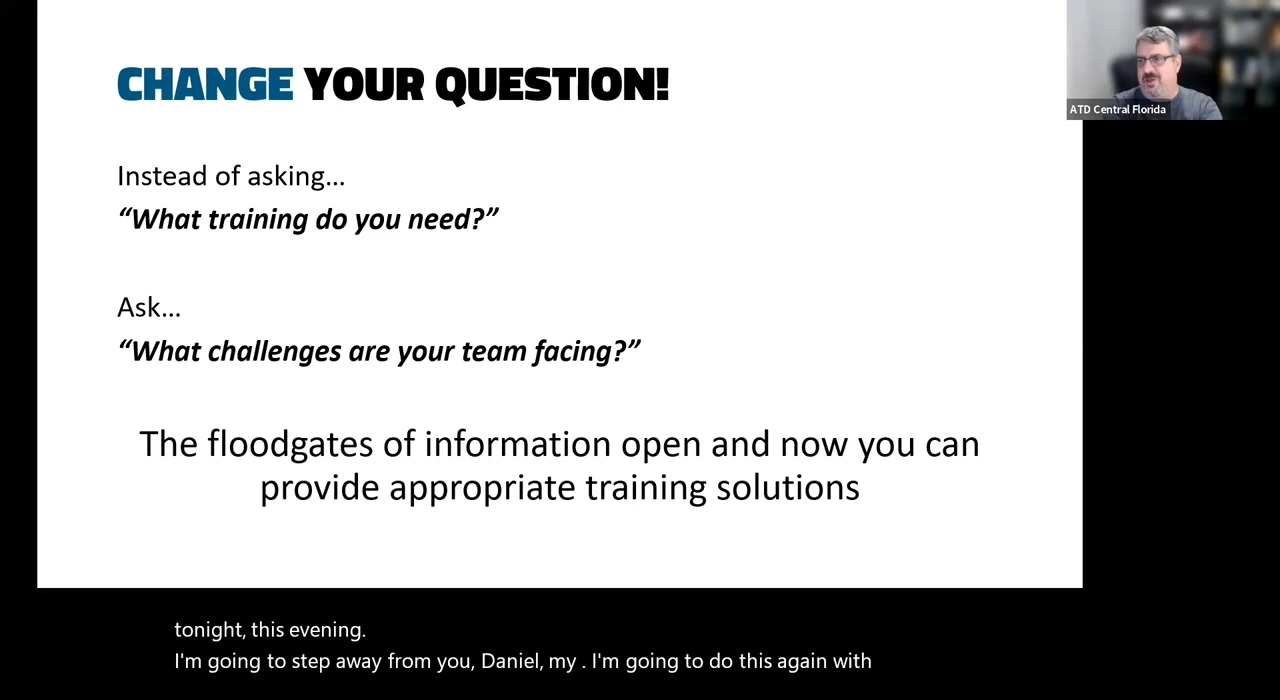 CHANGE YOUR QUESTION!
ATD Central Florida
Instead of asking...
“What training do you need?”
Ask...
“What challenges are your team facing?”
The floodgates of information open and now you can
provide appropriate training solutions
tonight, this evening.
I'm going to step away from you, Daniel, my . I'm going to do this again with